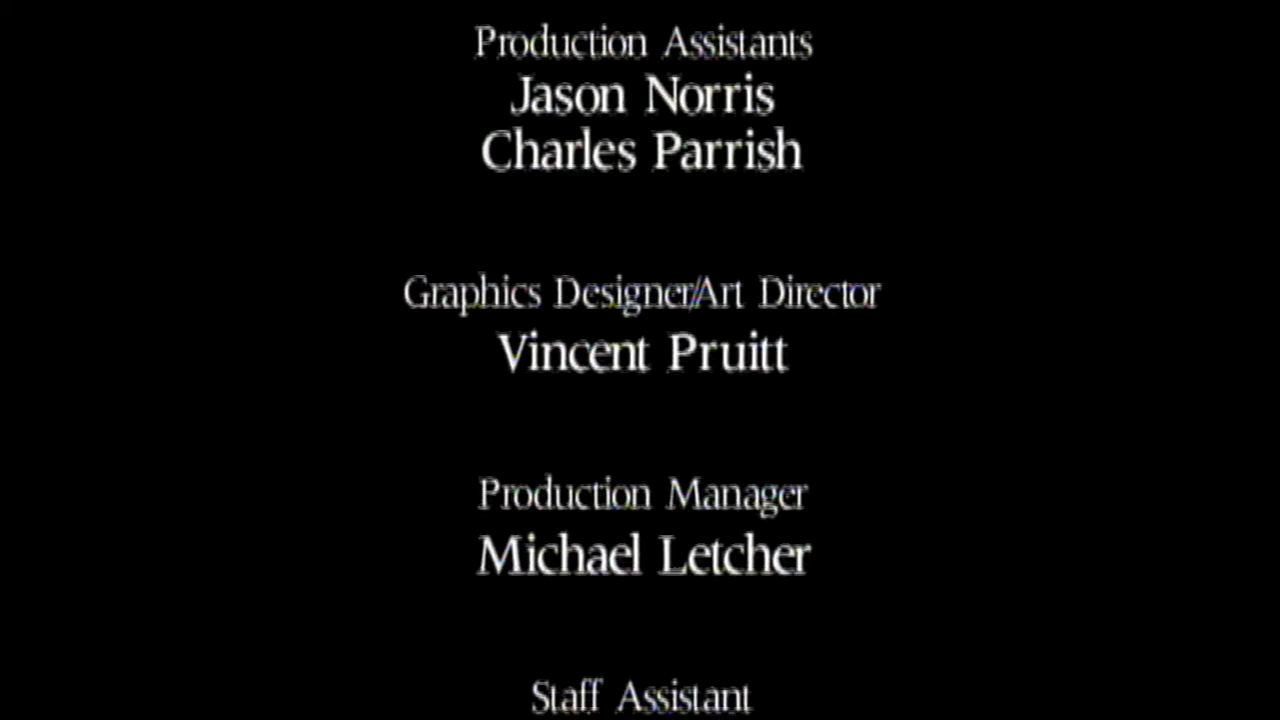 Production Assistants
Jason Norris
Charles Parrish
Graphics Designer/Art Director
Vincent Pruitt
Production Manager
Michael Letcher
Staff Assistant